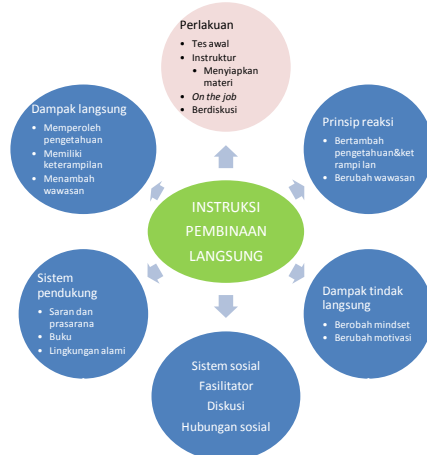 Perlakuan
• Tes awal
• Instruktur
• Menyiapkan
materi
• On the job
• Berdiskusi
Dampak langsung
• Memperoleh
pengetahuan
• Memiliki
keterampilan
• Menambah
wawasan
Prinsip reaksi
• Bertambah
pengetahuan&ket
rampi lan
• Berubah wawasan
INSTRUKSI
PEMBINAAN
LANGSUNG
Sistem
pendukung
• Saran dan
prasarana
• Buku
• Lingkungan alami
Dampak tindak
langsung
• Berobah mindset
• Berubah motivasi
Sistem sosial
Fasilitator
Diskusi
Hubungan sosial